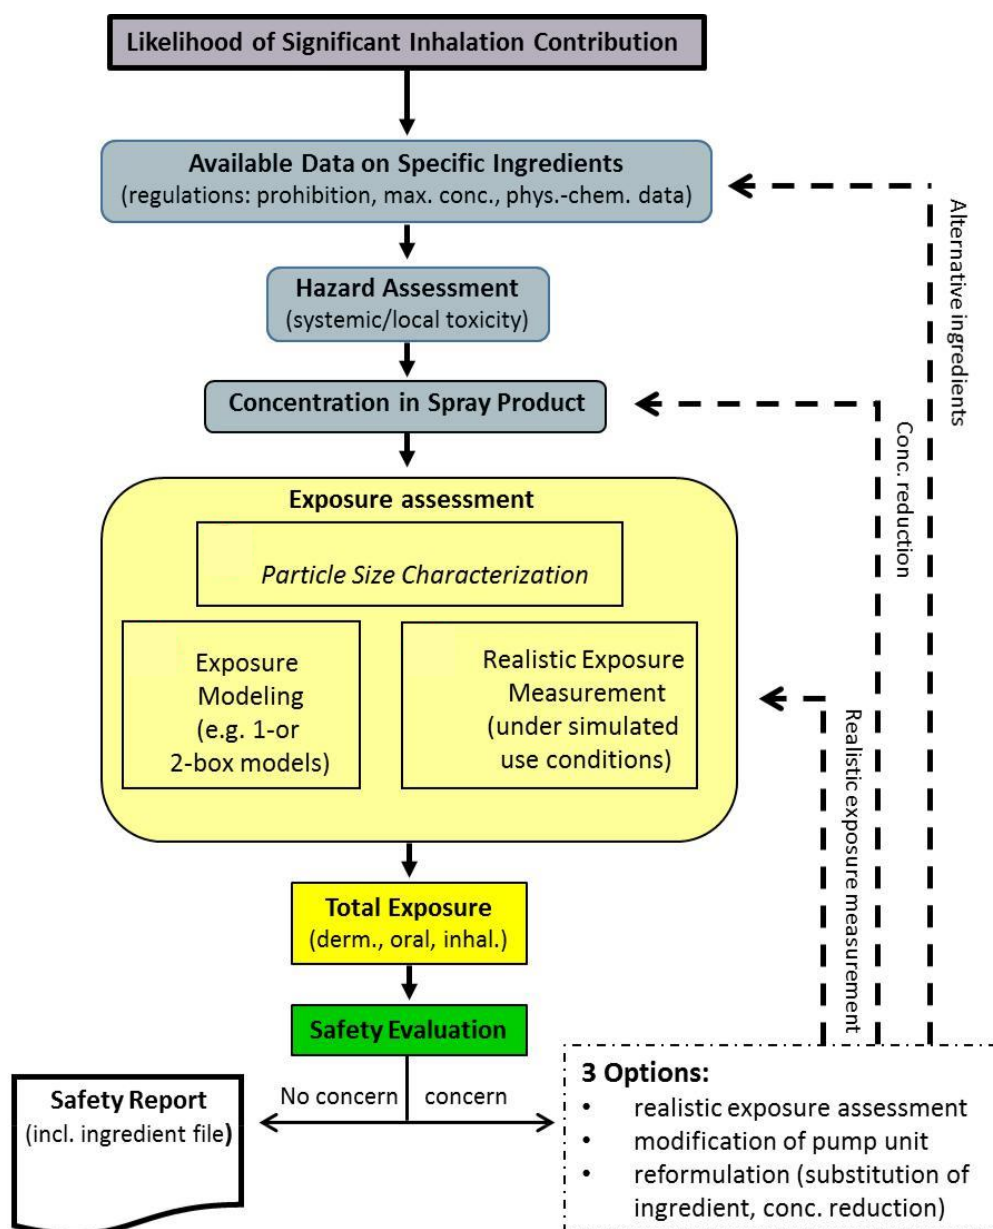 Likelihood of Significant Inhalation Contribution
Available Data on Specific Ingredients
(regulations: prohibition, max. conc., phys.-chem. data)
Hazard Assessment
(systemic/local toxicity)
Concentration in Spray Product
Exposure assessment
Particle Size Characterization
Exposure
Modeling
(e.g. 1-or
2-box models)
Realistic Exposure
Measurement
(under simulated
use conditions)
Alternative ingredients
Conc. reduction
Realistic exposure measurement
Total Exposure
(derm., oral, inhal.)
Safety Evaluation
No concern
concern
Safety Report
(incl. ingredient file)
3 Options:
• realistic exposure assessment
• modification of pump unit
• reformulation (substitution of
ingredient, conc. reduction)